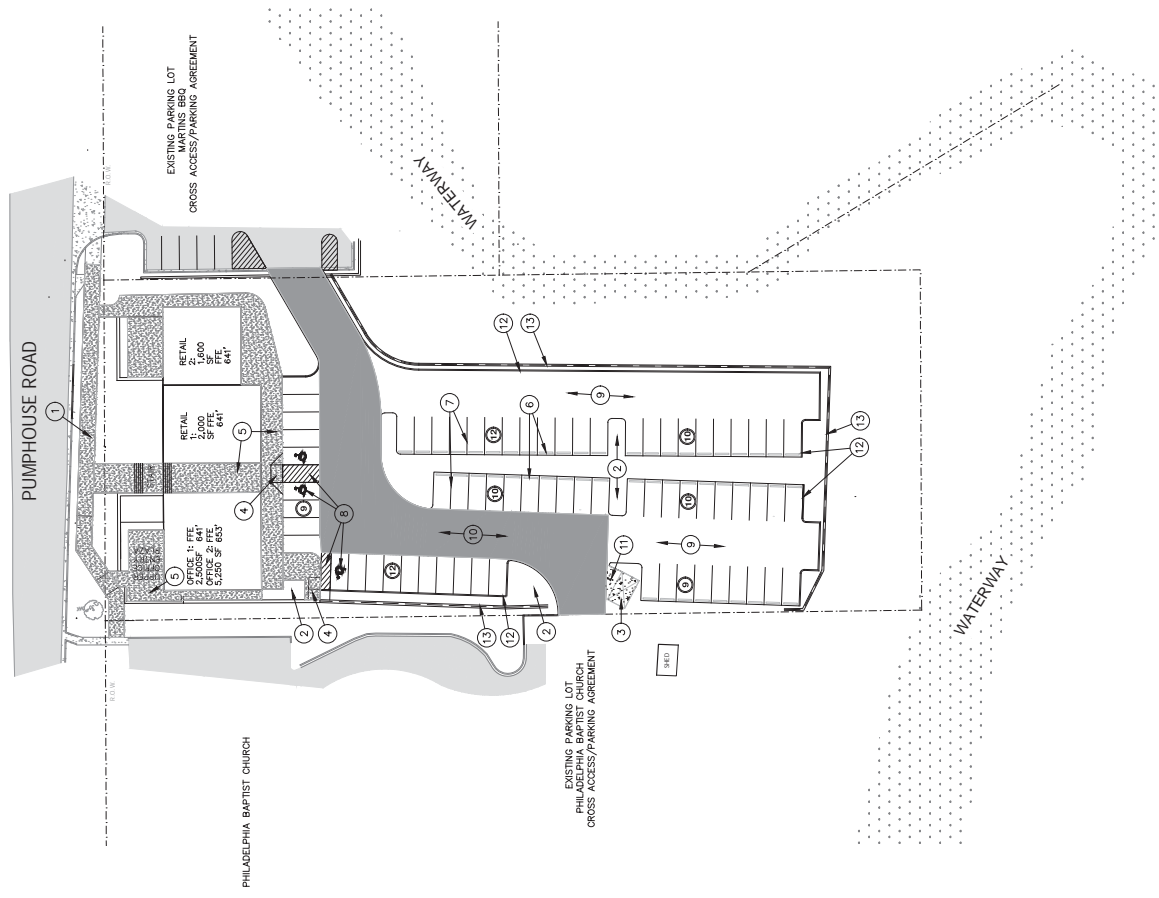 PUMPHOUSE ROAD
EXISTING PARKING LOT
MARTINS BBQ
CROSS ACCESS/PARKING AGREEMENT
R.O.W.
WATERWAY
RETAIL
2:
1,600
SF
FFE
641'
RETAIL
1:
2,000
SF FFE
641'
STAIR
OFFICE 1: FFE
2,500SF 641'
OFFICE 2: FFE
5,250 SF 653'
1
5
4
9
8
5
2
4
12
13
12
2
10
11
3
7
6
12
10
2
10
10
9
9
9
12
13
13
12
R.O.W.
SHED
EXISTING PARKING LOT
PHILADELPHIA BAPTIST CHURCH
CROSS ACCESS/PARKING AGREEMENT
PHILADELPHIA BAPTIST CHURCH
WATERWAY